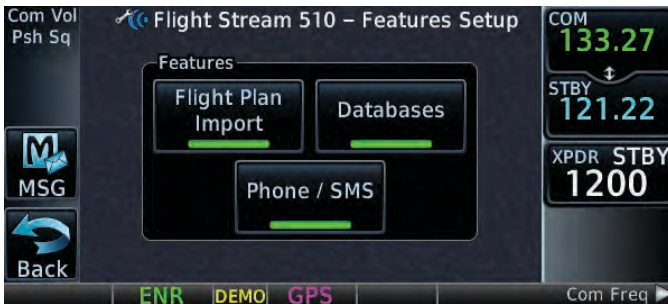 Com Vol
Psh Sq
Flight Stream 510 – Features Setup
COM
133.27
STBY
121.22
XPDR STBY
1200
Features
Flight Plan
Import
Databases
Phone / SMS
MSG
Back
ENR DEMO GPS
Com Freq